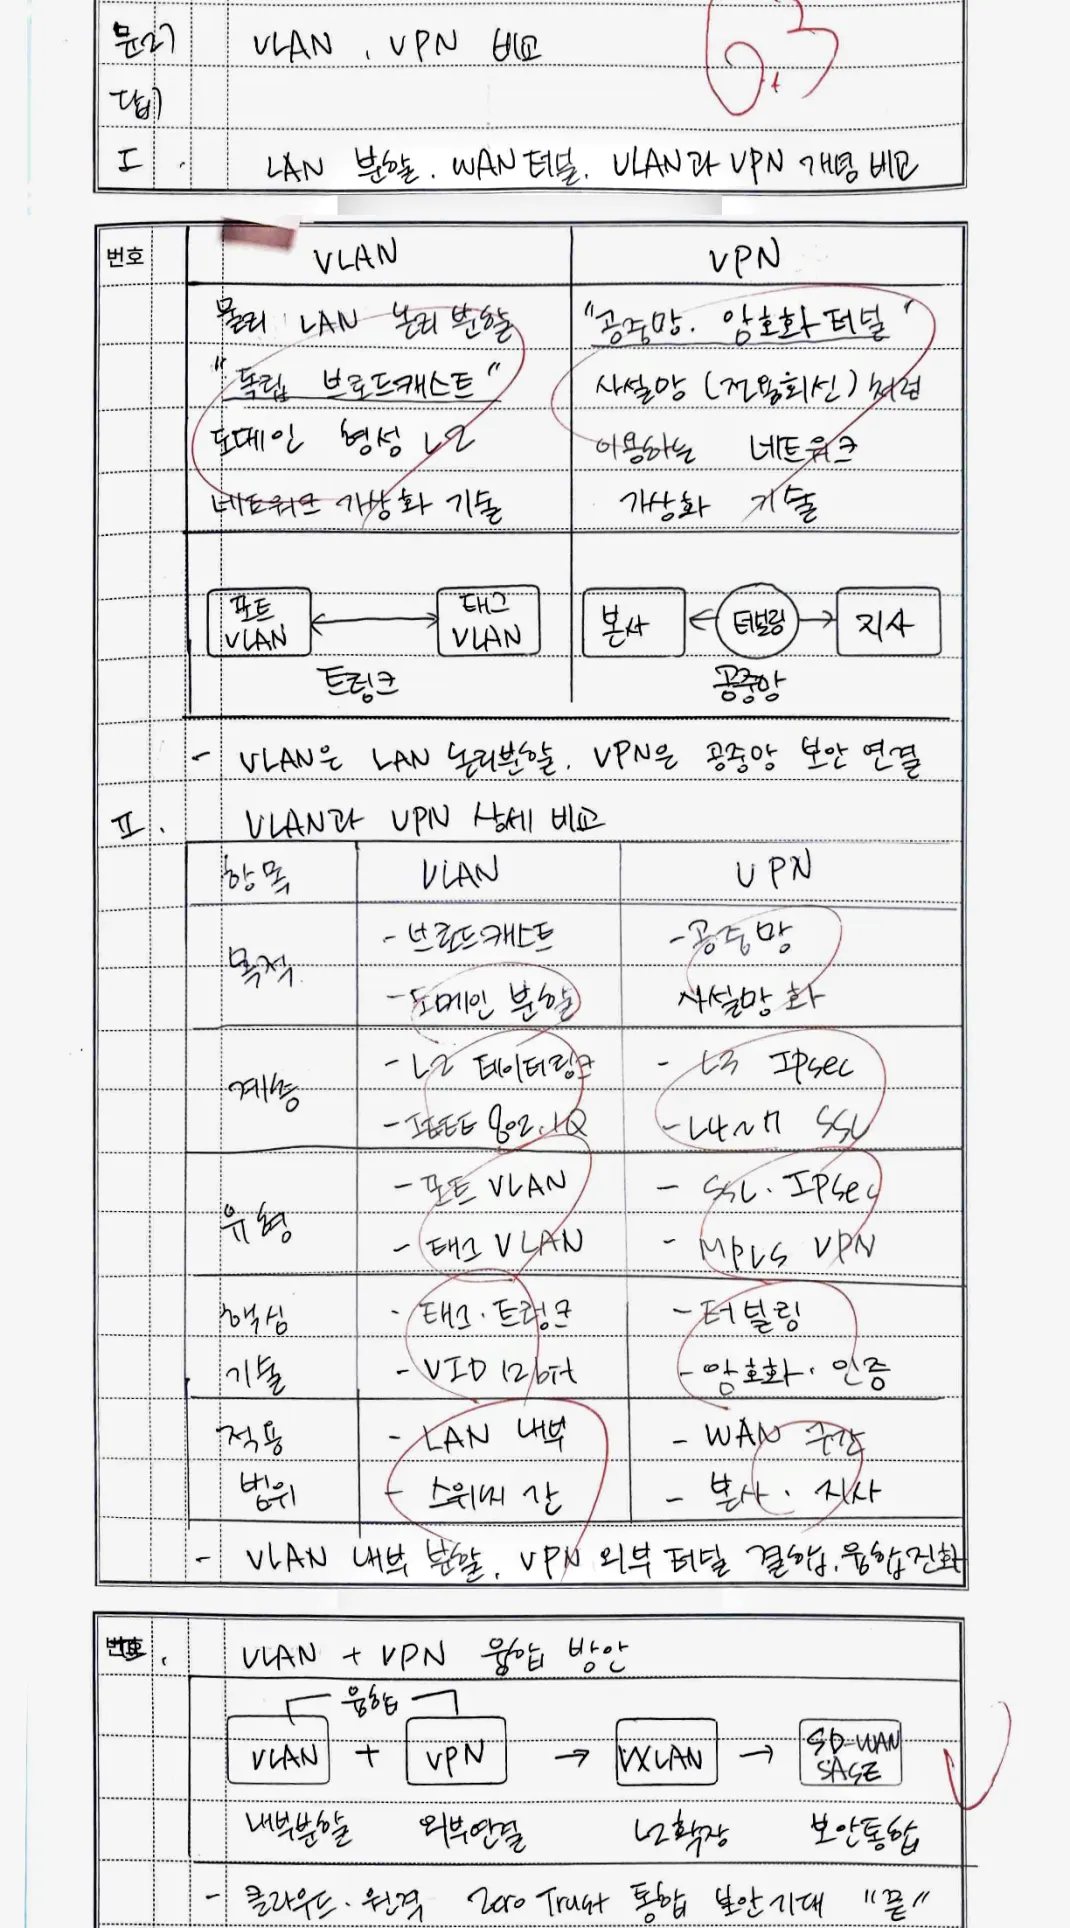 문2)
VLAN, VPN 비교
6.3
답)
I. LAN 분할, WAN 터널, VLAN과 VPN 개념 비교
번호
VLAN VPN
물리 LAN 논리 분할 "공중망. 암호화 터널"
"독립 브로드캐스트" 사설망 (전용회선) 처럼
도메인 형성 L2 이용하는 네트워크
네트워크 가상화 기술 가상화 기술
포트 VLAN 태그 VLAN 본사 터널링 지사
트렁크 공중망
- VLAN은 LAN 논리분할, VPN은 공중망 보안 연결
II. VLAN과 VPN 상세 비교
항목 VLAN VPN
목적 - 브로드캐스트 - 공중망
- 도메인 분할 사설망화
계층 - L2 데이터링크 - L3 IPsec
- IEEE 802.1Q - L4~7 SSL
유형 - 포트 VLAN - SSL. IPsec
- 태그 VLAN - MPLS VPN
핵심 - 태그. 트렁크 - 터널링
기술 - VID 12bit - 암호화. 인증
적용 - LAN 내부 - WAN 구간
범위 - 스위치 간 - 본사. 지사
- VLAN 내부 분할, VPN 외부 터널 결합, 융합진화
번호
VLAN + VPN 융합 방안
융합
VLAN + VPN → VXLAN → SD-WAN SASE
내부분할 외부연결 L2확장 보안통합
- 클라우드. 원격 Zero Trust 통합 보안기대 "끝"